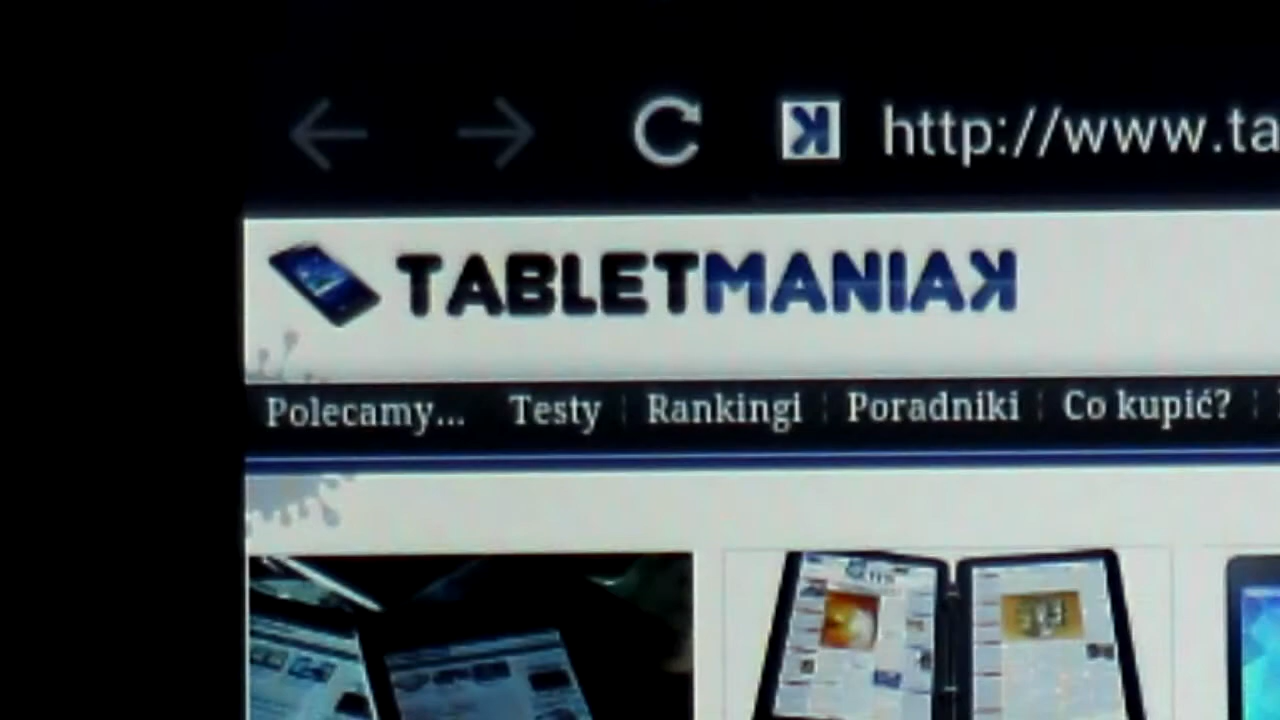 http://www.ta
TABLETMANIAK
Polecamy... Testy Rankingi Poradniki Co kupić?